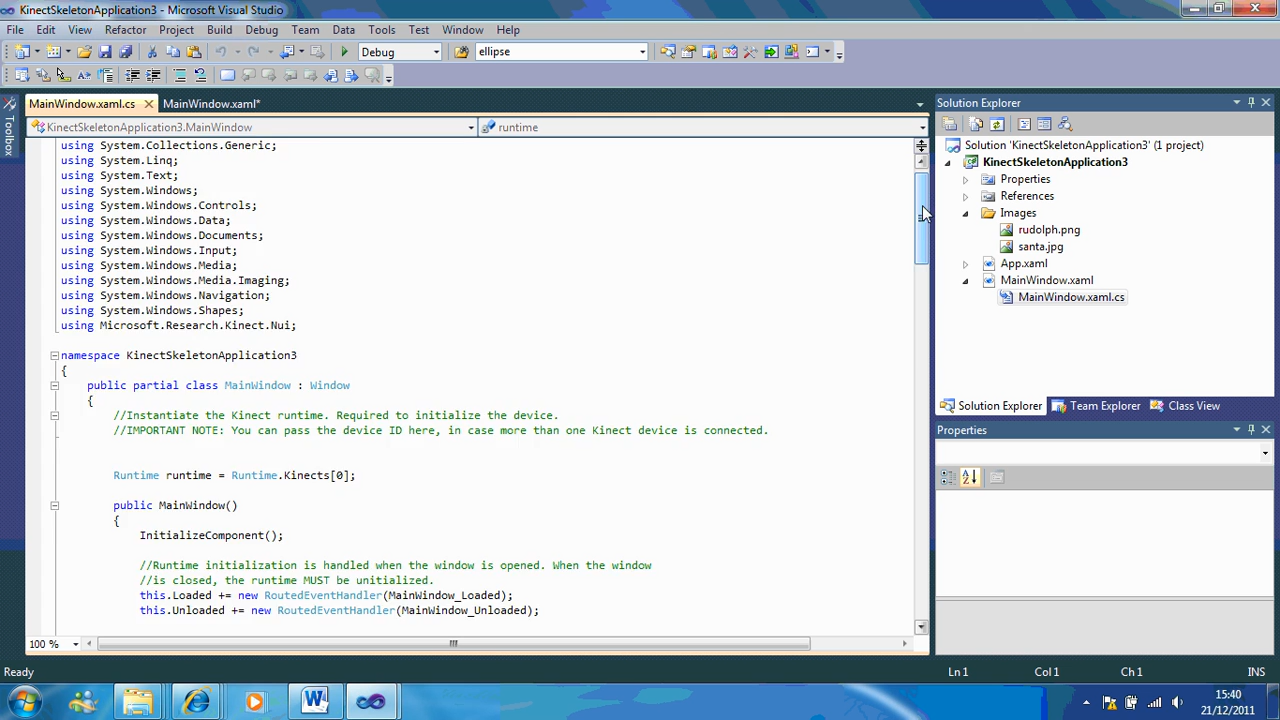 KinectSkeletonApplication3 - Microsoft Visual Studio
File Edit View Refactor Project Build Debug Team Data Tools Test Window Help
Debug ellipse
MainWindow.xaml.cs MainWindow.xaml*
KinectSkeletonApplication3.MainWindow runtime
Toolbox
using System.Collections.Generic;
using System.Linq;
using System.Text;
using System.Windows;
using System.Windows.Controls;
using System.Windows.Data;
using System.Windows.Documents;
using System.Windows.Input;
using System.Windows.Media;
using System.Windows.Media.Imaging;
using System.Windows.Navigation;
using System.Windows.Shapes;
using Microsoft.Research.Kinect.Nui;
namespace KinectSkeletonApplication3
{
public partial class MainWindow : Window
{
//Instantiate the Kinect runtime. Required to initialize the device.
//IMPORTANT NOTE: You can pass the device ID here, in case more than one Kinect device is connected.
Runtime runtime = Runtime.Kinects[0];
public MainWindow()
{
InitializeComponent();
//Runtime initialization is handled when the window is opened. When the window
//is closed, the runtime MUST be unitialized.
this.Loaded += new RoutedEventHandler(MainWindow_Loaded);
this.Unloaded += new RoutedEventHandler(MainWindow_Unloaded);
100 %
Solution Explorer
Solution 'KinectSkeletonApplication3' (1 project)
KinectSkeletonApplication3
Properties
References
Images
rudolph.png
santa.jpg
App.xaml
MainWindow.xaml
MainWindow.xaml.cs
Solution Explorer Team Explorer Class View
Properties
Ready Ln 1 Col 1 Ch 1 INS
15:40
21/12/2011